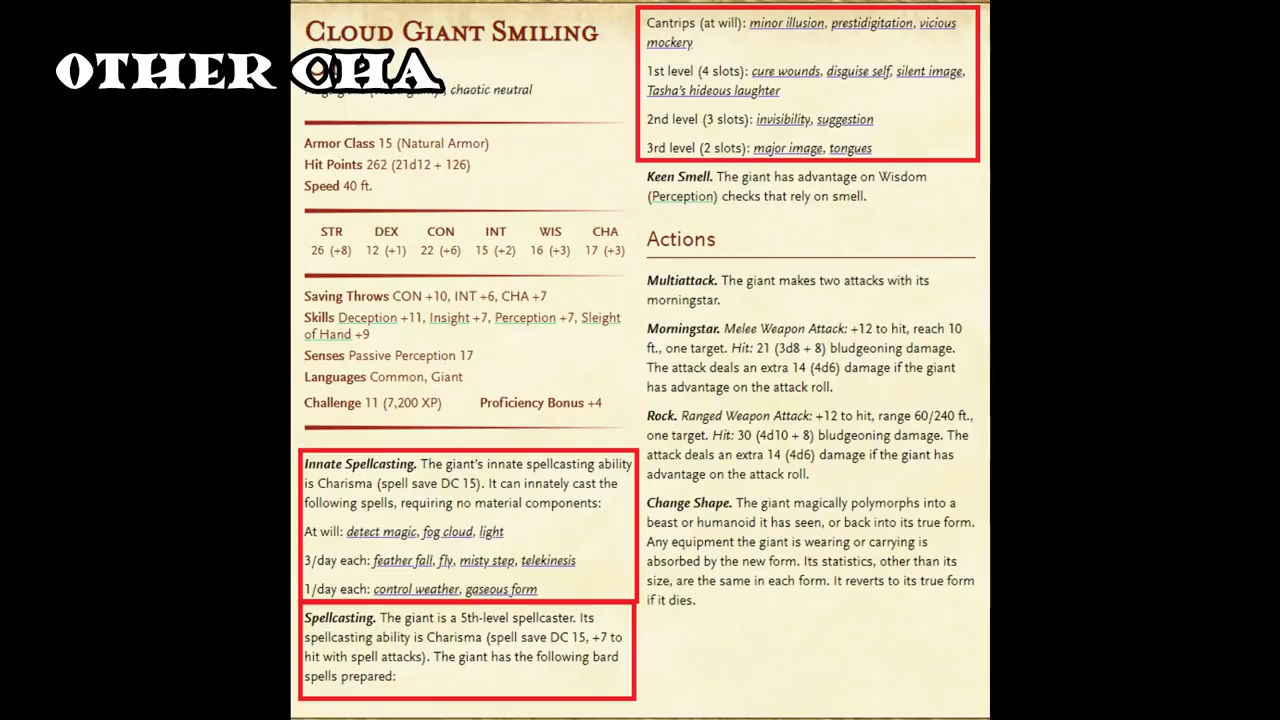 OTHER CHA
CLOUD GIANT SMILING
chaotic neutral
Armor Class 15 (Natural Armor)
Hit Points 262 (21d12 + 126)
Speed 40 ft.
STR DEX CON INT WIS CHA
26 (+8) 12 (+1) 22 (+6) 15 (+2) 16 (+3) 17 (+3)
Saving Throws CON +10, INT +6, CHA +7
Skills Deception +11, Insight +7, Perception +7, Sleight
of Hand +9
Senses Passive Perception 17
Languages Common, Giant
Challenge 11 (7,200 XP) Proficiency Bonus +4
Innate Spellcasting. The giant's innate spellcasting ability
is Charisma (spell save DC 15). It can innately cast the
following spells, requiring no material components:
At will: detect magic, fog cloud, light
3/day each: feather fall, fly, misty step, telekinesis
1/day each: control weather, gaseous form
Spellcasting. The giant is a 5th-level spellcaster. Its
spellcasting ability is Charisma (spell save DC 15, +7 to
hit with spell attacks). The giant has the following bard
spells prepared:
Cantrips (at will): minor illusion, prestidigitation, vicious
mockery
1st level (4 slots): cure wounds, disguise self, silent image,
Tasha's hideous laughter
2nd level (3 slots): invisibility, suggestion
3rd level (2 slots): major image, tongues
Keen Smell. The giant has advantage on Wisdom
(Perception) checks that rely on smell.
Actions
Multiattack. The giant makes two attacks with its
morningstar.
Morningstar. Melee Weapon Attack: +12 to hit, reach 10
ft., one target. Hit: 21 (3d8 + 8) bludgeoning damage.
The attack deals an extra 14 (4d6) damage if the giant
has advantage on the attack roll.
Rock. Ranged Weapon Attack: +12 to hit, range 60/240 ft.,
one target. Hit: 30 (4d10 + 8) bludgeoning damage. The
attack deals an extra 14 (4d6) damage if the giant has
advantage on the attack roll.
Change Shape. The giant magically polymorphs into a
beast or humanoid it has seen, or back into its true form.
Any equipment the giant is wearing or carrying is
absorbed by the new form. Its statistics, other than its
size, are the same in each form. It reverts to its true form
if it dies.